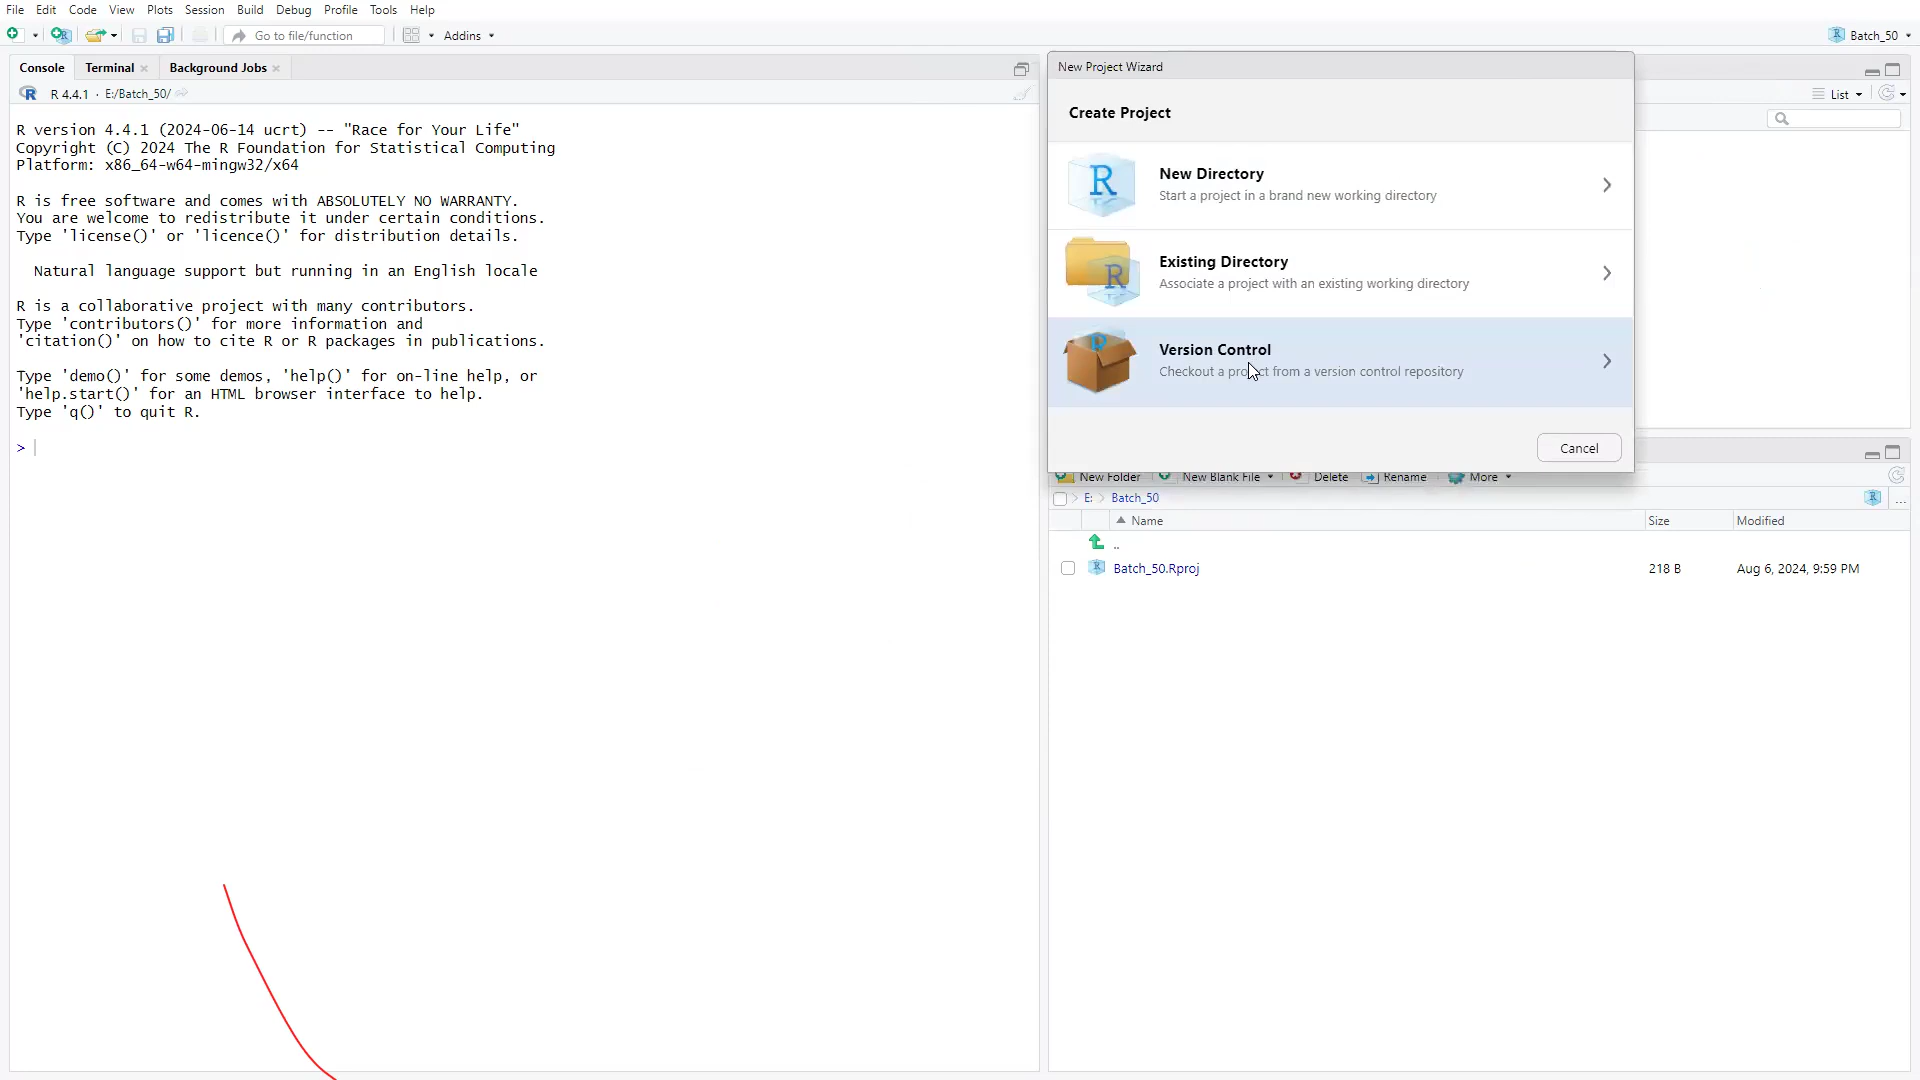 File Edit Code View Plots Session Build Debug Profile Tools Help
Go to file/function Addins Batch_50
Console Terminal Background Jobs
R 4.4.1 · E:/Batch_50/
R version 4.4.1 (2024-06-14 ucrt) -- "Race for Your Life"
Copyright (C) 2024 The R Foundation for Statistical Computing
Platform: x86_64-w64-mingw32/x64
R is free software and comes with ABSOLUTELY NO WARRANTY.
You are welcome to redistribute it under certain conditions.
Type 'license()' or 'licence()' for distribution details.
Natural language support but running in an English locale
R is a collaborative project with many contributors.
Type 'contributors()' for more information and
'citation()' on how to cite R or R packages in publications.
Type 'demo()' for some demos, 'help()' for on-line help, or
'help.start()' for an HTML browser interface to help.
Type 'q()' to quit R.
>
New Project Wizard
Create Project
New Directory
Start a project in a brand new working directory
Existing Directory
Associate a project with an existing working directory
Version Control
Checkout a project from a version control repository
Cancel
List
New Folder New Blank File Delete Rename More
E: Batch_50 ...
Name Size Modified
..
Batch_50.Rproj 218 B Aug 6, 2024, 9:59 PM